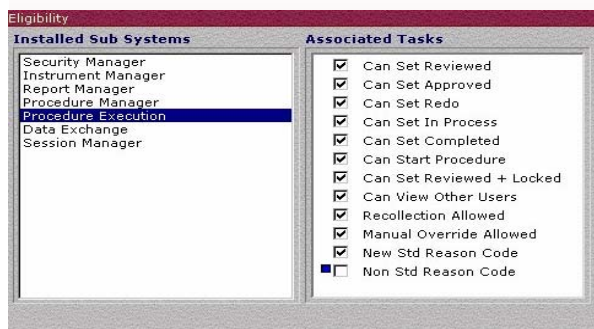 Eligibility
Installed Sub Systems
Security Manager
Instrument Manager
Report Manager
Procedure Manager
Procedure Execution
Data Exchange
Session Manager
Associated Tasks
Can Set Reviewed
Can Set Approved
Can Set Redo
Can Set In Process
Can Set Completed
Can Start Procedure
Can Set Reviewed + Locked
Can View Other Users
Recollection Allowed
Manual Override Allowed
New Std Reason Code
Non Std Reason Code